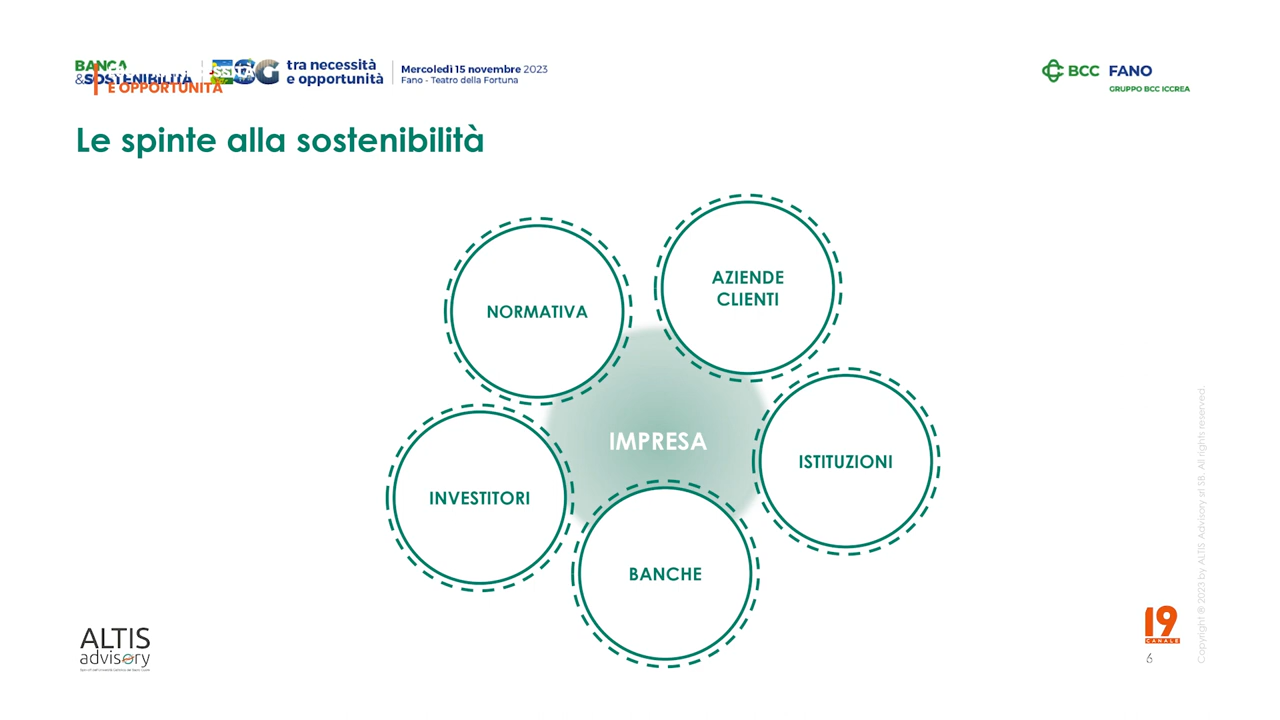 BANCA
&SOSTENIBILITÀ
ESG
tra necessità
e opportunità
E OPPORTUNITÀ
Mercoledì 15 novembre 2023
Fano - Teatro della Fortuna
BCC FANO
GRUPPO BCC ICCREA
Le spinte alla sostenibilità
AZIENDE
CLIENTI
NORMATIVA
IMPRESA
ISTITUZIONI
INVESTITORI
BANCHE
ALTIS
advisory
19
CANALE
6
Copyright © 2023 by ALTIS Advisory srl SB. All rights reserved.